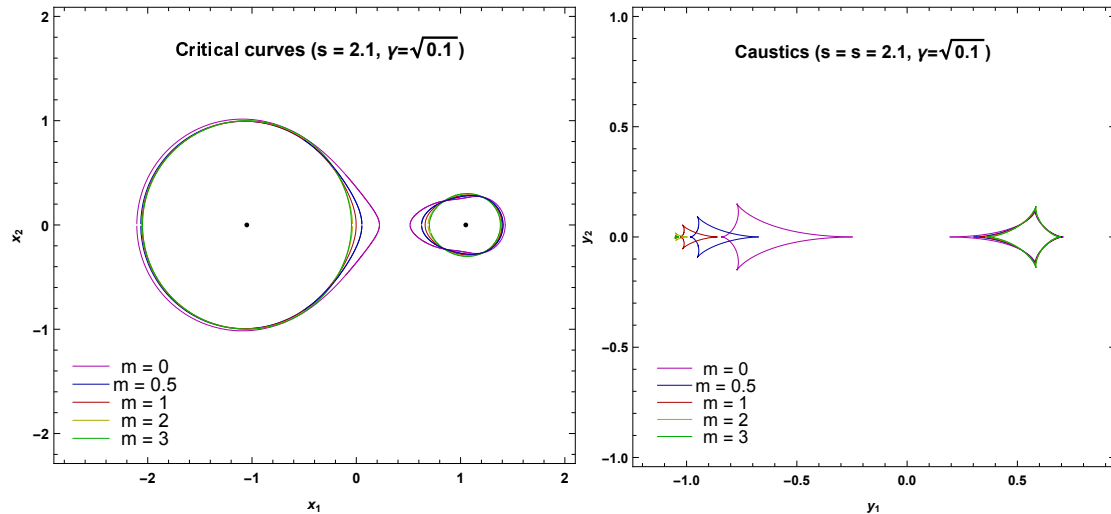 Critical curves (s = 2.1, γ=√0.1)
2
1
0
−1
−2
x₂
m = 0
m = 0.5
m = 1
m = 2
m = 3
−2
−1
0
1
2
x₁
Caustics (s = s = 2.1, γ=√0.1)
1.0
0.5
0.0
−0.5
−1.0
y₂
m = 0
m = 0.5
m = 1
m = 2
m = 3
−1.0
−0.5
0.0
0.5
y₁